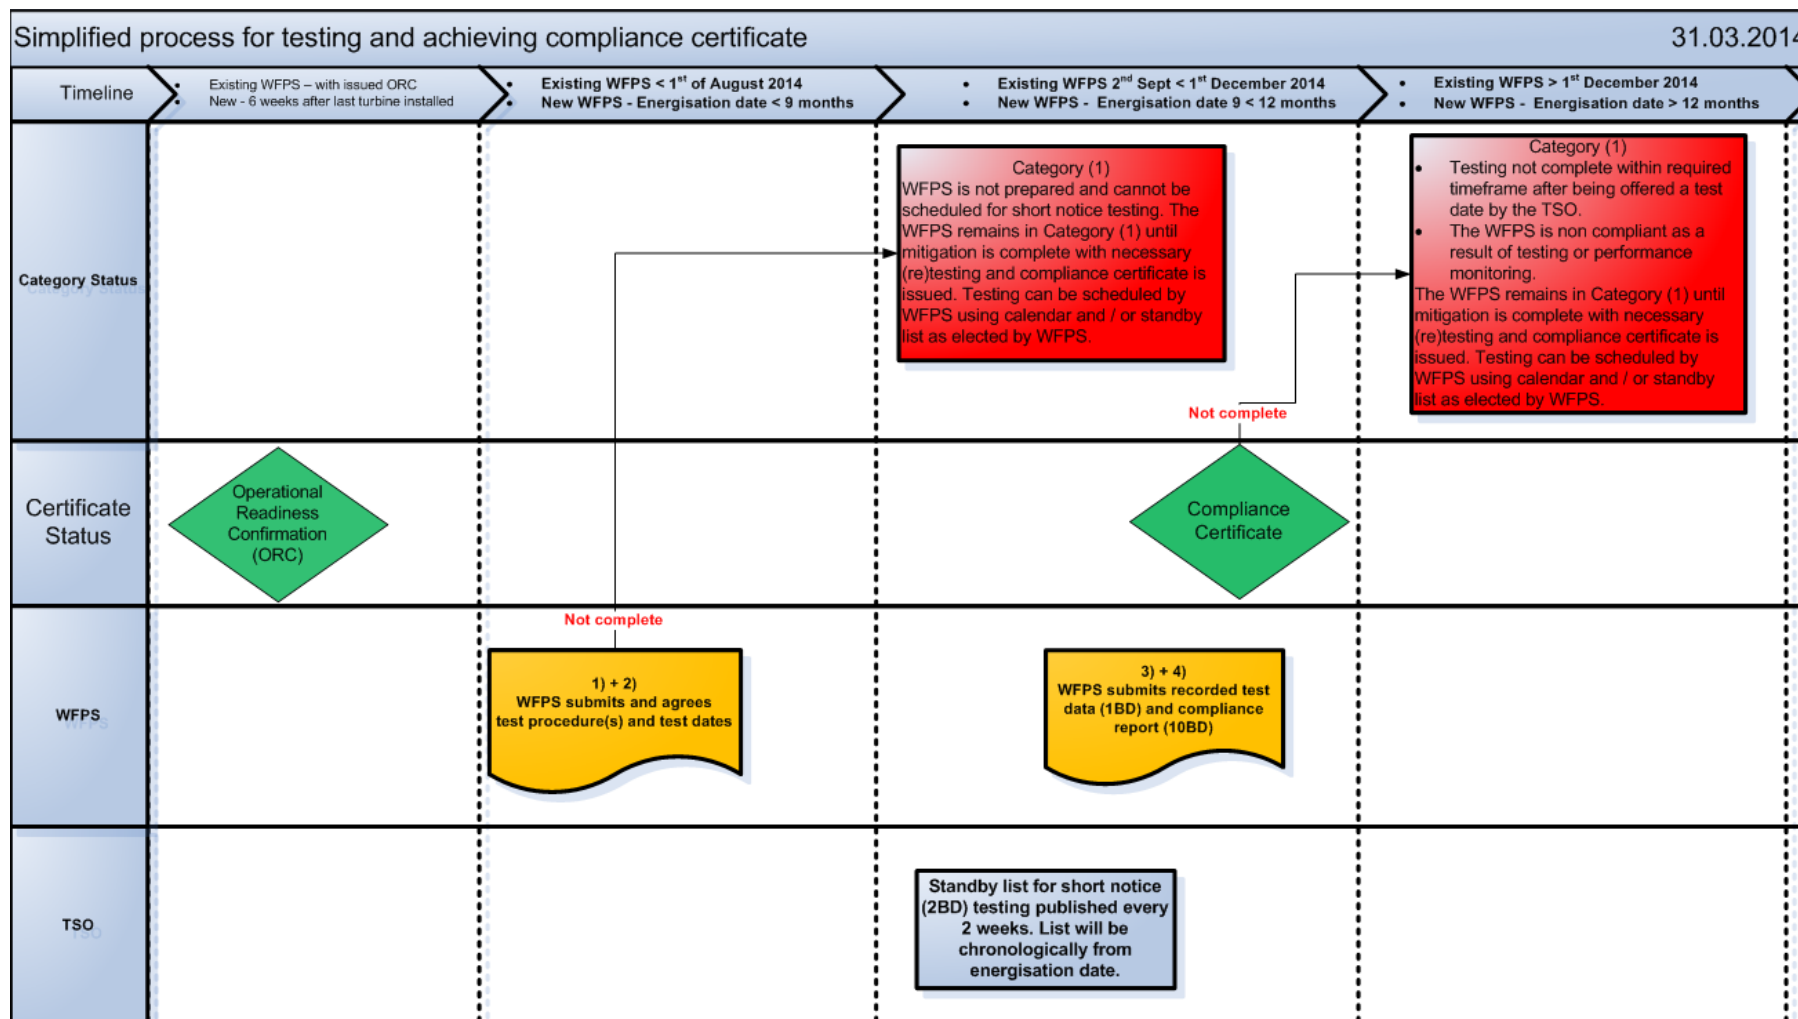 Simplified process for testing and achieving compliance certificate
31.03.2014
Timeline
• Existing WFPS – with issued ORC
• New - 6 weeks after last turbine installed
• Existing WFPS < 1st of August 2014
• New WFPS - Energisation date < 9 months
• Existing WFPS 2nd Sept < 1st December 2014
• New WFPS - Energisation date 9 < 12 months
• Existing WFPS > 1st December 2014
• New WFPS - Energisation date > 12 months
Category Status
Category (1)
WFPS is not prepared and cannot be
scheduled for short notice testing. The
WFPS remains in Category (1) until
mitigation is complete with necessary
(re)testing and compliance certificate is
issued. Testing can be scheduled by
WFPS using calendar and / or standby
list as elected by WFPS.
Category (1)
• Testing not complete within required
timeframe after being offered a test
date by the TSO.
• The WFPS is non compliant as a
result of testing or performance
monitoring.
The WFPS remains in Category (1) until
mitigation is complete with necessary
(re)testing and compliance certificate is
issued. Testing can be scheduled by
WFPS using calendar and / or standby
list as elected by WFPS.
Not complete
Certificate
Status
Operational
Readiness
Confirmation
(ORC)
Compliance
Certificate
Not complete
WFPS
1) + 2)
WFPS submits and agrees
test procedure(s) and test dates
3) + 4)
WFPS submits recorded test
data (1BD) and compliance
report (10BD)
TSO
Standby list for short notice
(2BD) testing published every
2 weeks. List will be
chronologically from
energisation date.